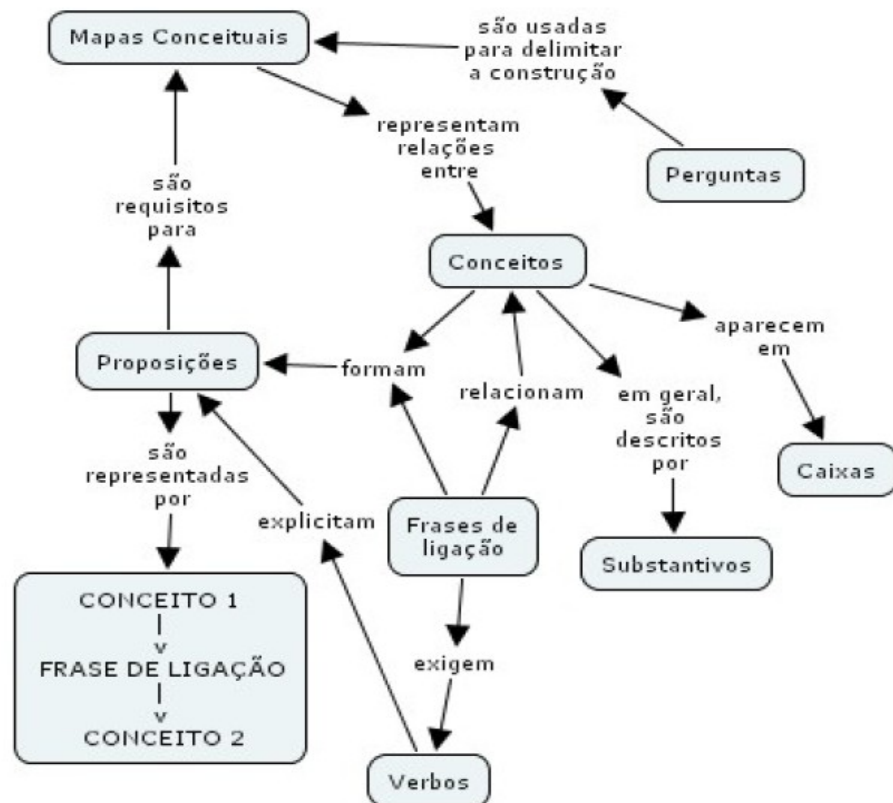 Mapas Conceituais
são usadas
para delimitar
a construção
representam
relações
entre
Perguntas
são
requisitos
para
Conceitos
aparecem
em
Proposições
formam
relacionam
em geral,
são
descritos
por
são
representadas
por
Caixas
explicitam
Frases de
ligação
Substantivos
CONCEITO 1
|
v
FRASE DE LIGAÇÃO
|
v
CONCEITO 2
exigem
Verbos